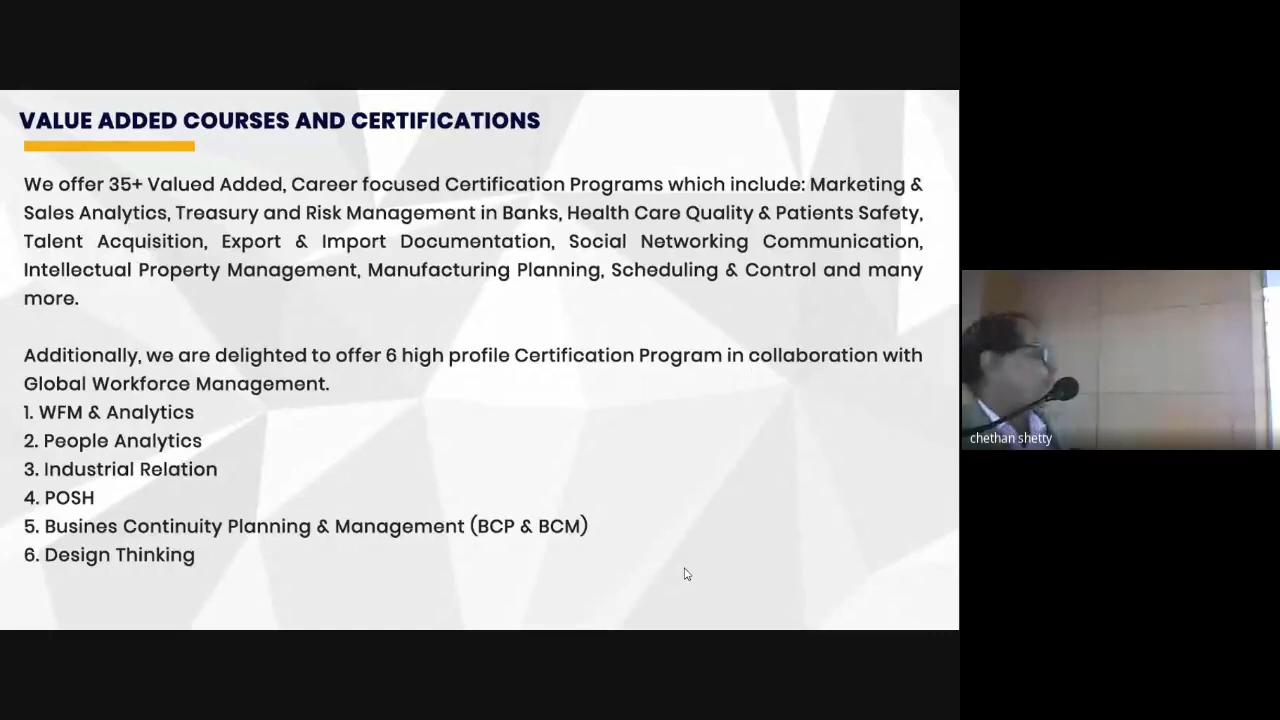 VALUE ADDED COURSES AND CERTIFICATIONS
We offer 35+ Valued Added, Career focused Certification Programs which include: Marketing &
Sales Analytics, Treasury and Risk Management in Banks, Health Care Quality & Patients Safety,
Talent Acquisition, Export & Import Documentation, Social Networking Communication,
Intellectual Property Management, Manufacturing Planning, Scheduling & Control and many
more.
Additionally, we are delighted to offer 6 high profile Certification Program in collaboration with
Global Workforce Management.
1. WFM & Analytics
2. People Analytics
3. Industrial Relation
4. POSH
5. Busines Continuity Planning & Management (BCP & BCM)
6. Design Thinking
chethan shetty